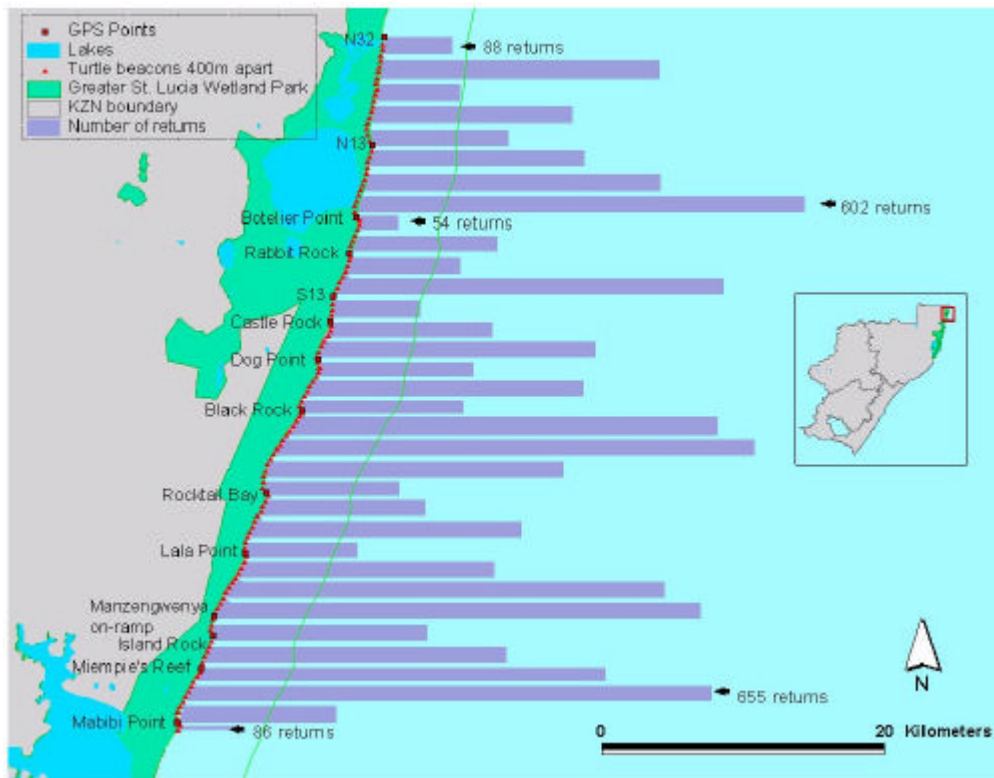 GPS Points
Lakes
Turtle beacons 400m apart
Greater St. Lucia Wetland Park
KZN boundary
Number of returns
N32
88 returns
N13
602 returns
Botelier Point
54 returns
Rabbit Rock
S13
Castle Rock
Dog Point
Black Rock
Rocktail Bay
Lala Point
Manzengwenya
on-ramp
Island Rock
Miempie's Reef
655 returns
Mabibi Point
86 returns
N
0 20 Kilometers